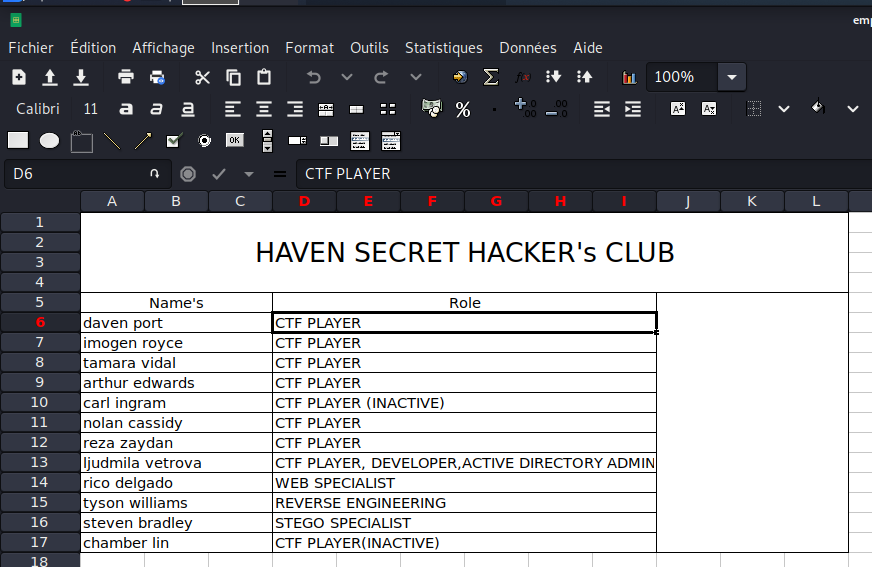 emp
Fichier Édition Affichage Insertion Format Outils Statistiques Données Aide
100%
Calibri 11 a a a
OK
D6 = CTF PLAYER
A B C D E F G H I J K L
1
2 HAVEN SECRET HACKER's CLUB
3
4
5 Name's Role
6 daven port CTF PLAYER
7 imogen royce CTF PLAYER
8 tamara vidal CTF PLAYER
9 arthur edwards CTF PLAYER
10 carl ingram CTF PLAYER (INACTIVE)
11 nolan cassidy CTF PLAYER
12 reza zaydan CTF PLAYER
13 ljudmila vetrova CTF PLAYER, DEVELOPER,ACTIVE DIRECTORY ADMIN
14 rico delgado WEB SPECIALIST
15 tyson williams REVERSE ENGINEERING
16 steven bradley STEGO SPECIALIST
17 chamber lin CTF PLAYER(INACTIVE)
18